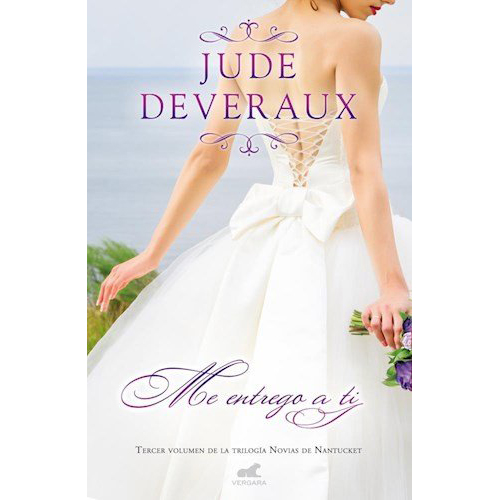 JUDE
DEVERAUX
Me entrego a ti
Tercer volumen de la trilogía Novias de Nantucket
VERGARA